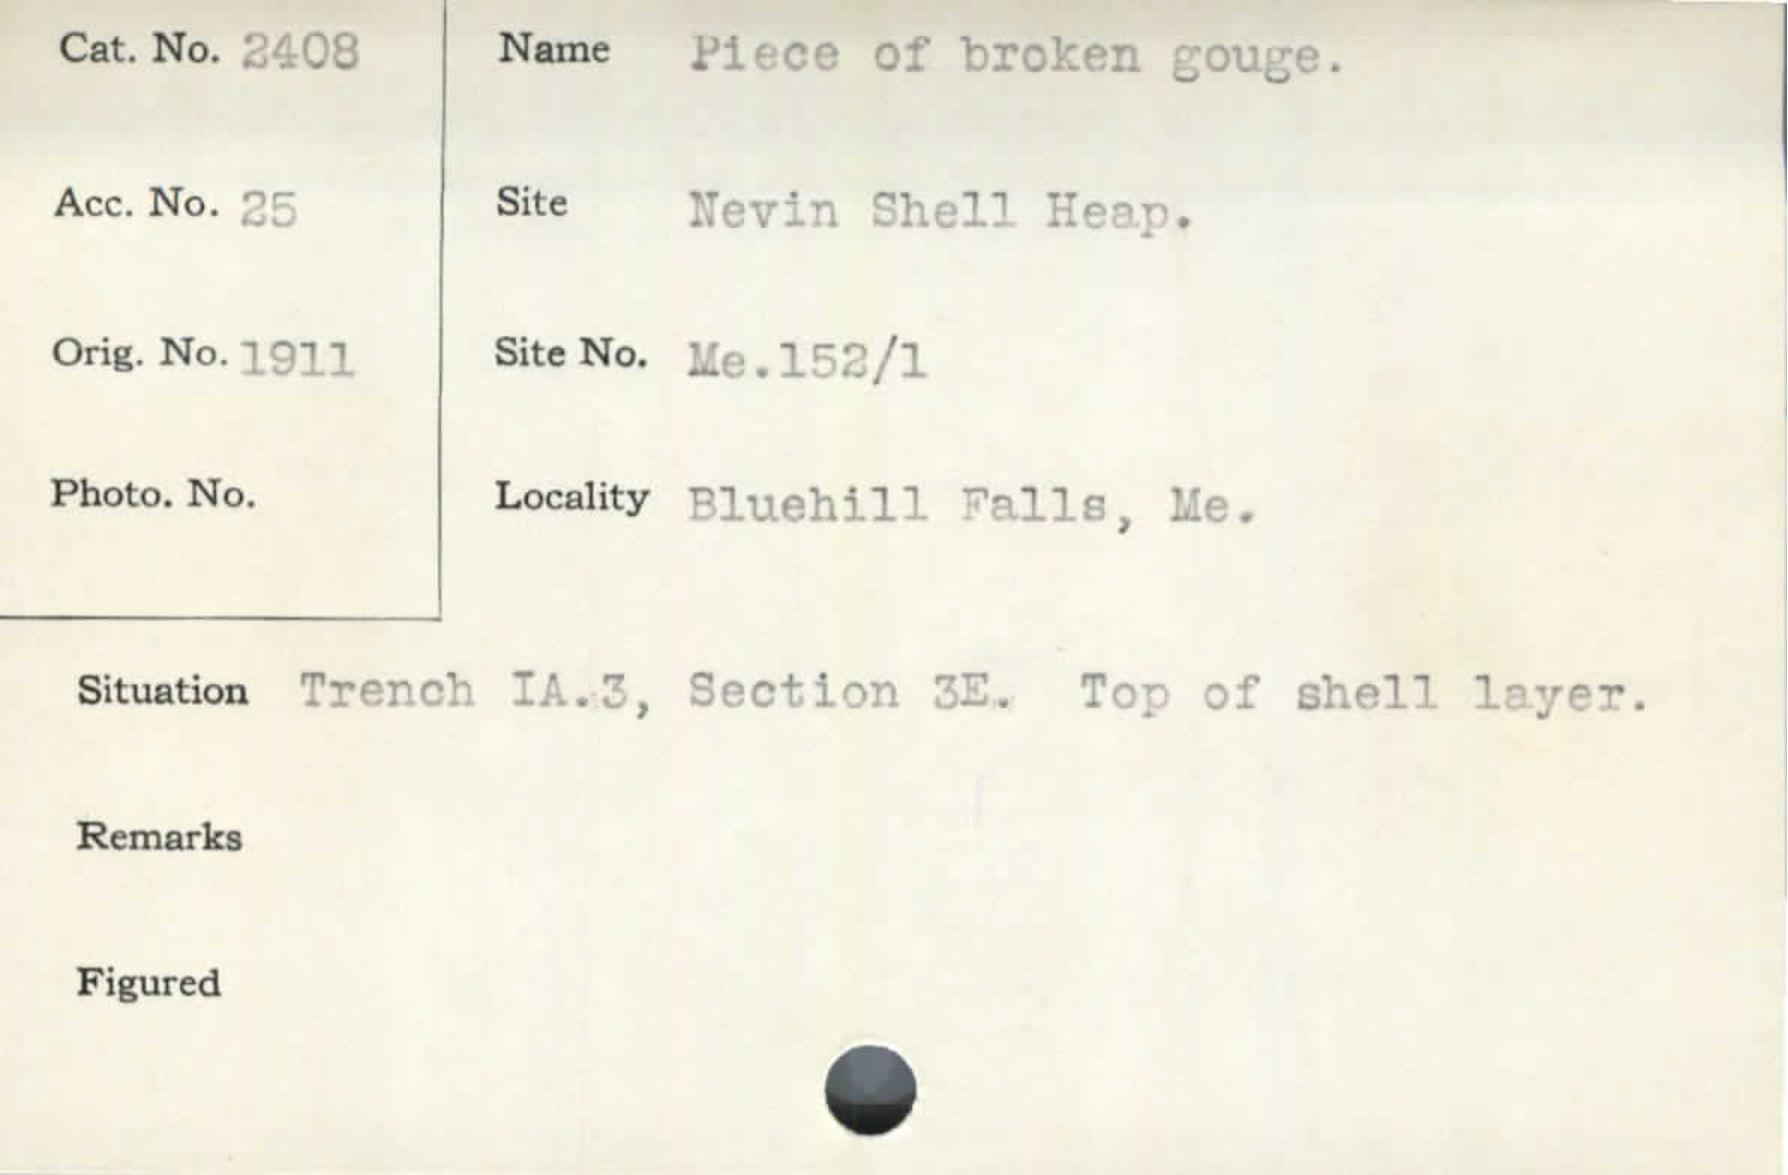 Cat. No. 2408
Name Piece of broken gouge.
Acc. No. 25
Site Nevin Shell Heap.
Orig. No. 1911
Site No. Me.152/1
Photo. No.
Locality Bluehill Falls, Me.
Situation Trench IA.3, Section 3E. Top of shell layer.
Remarks
Figured